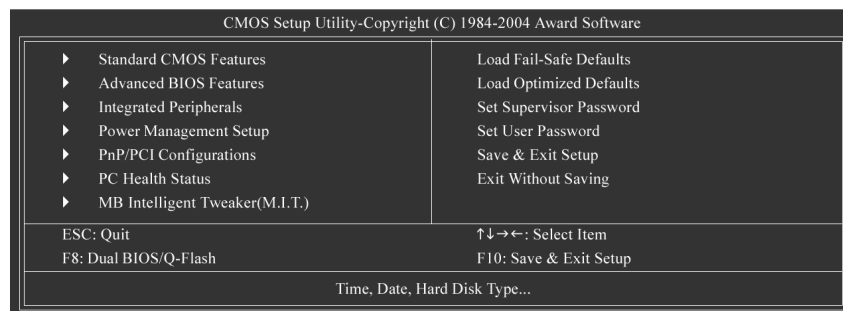 CMOS Setup Utility-Copyright (C) 1984-2004 Award Software
Standard CMOS Features
Advanced BIOS Features
Integrated Peripherals
Power Management Setup
PnP/PCI Configurations
PC Health Status
MB Intelligent Tweaker(M.I.T.)
Load Fail-Safe Defaults
Load Optimized Defaults
Set Supervisor Password
Set User Password
Save & Exit Setup
Exit Without Saving
ESC: Quit
↑↓→←: Select Item
F8: Dual BIOS/Q-Flash
F10: Save & Exit Setup
Time, Date, Hard Disk Type...